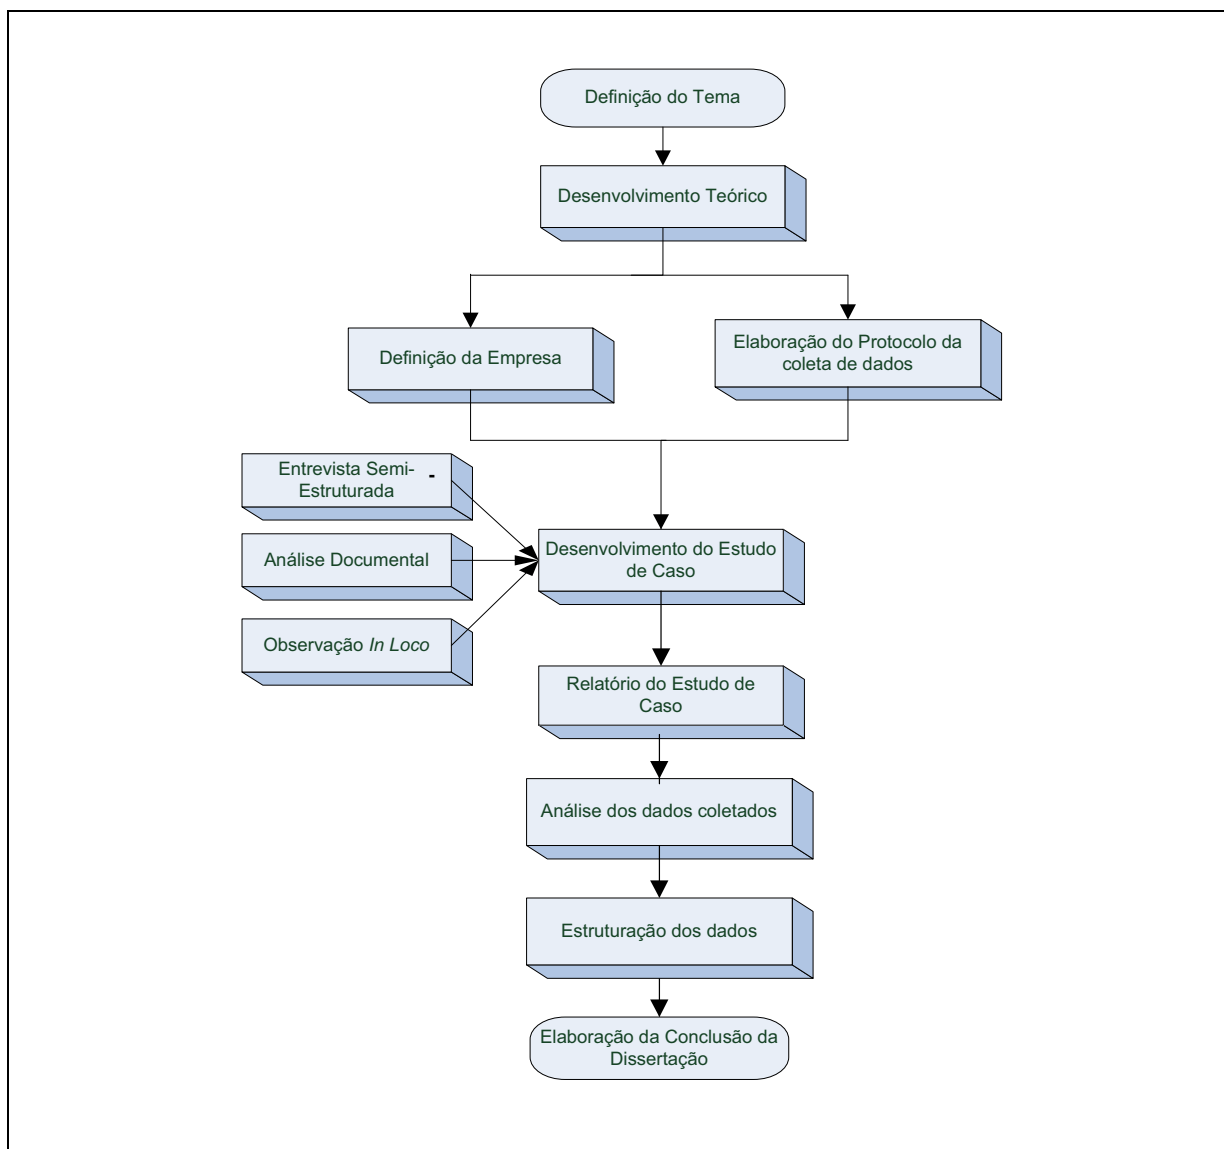 Definição do Tema
Desenvolvimento Teórico
Definição da Empresa
Elaboração do Protocolo da
coleta de dados
Entrevista Semi-
Estruturada
-
Análise Documental
Observação In Loco
Desenvolvimento do Estudo
de Caso
Relatório do Estudo de
Caso
Análise dos dados coletados
Estruturação dos dados
Elaboração da Conclusão da
Dissertação